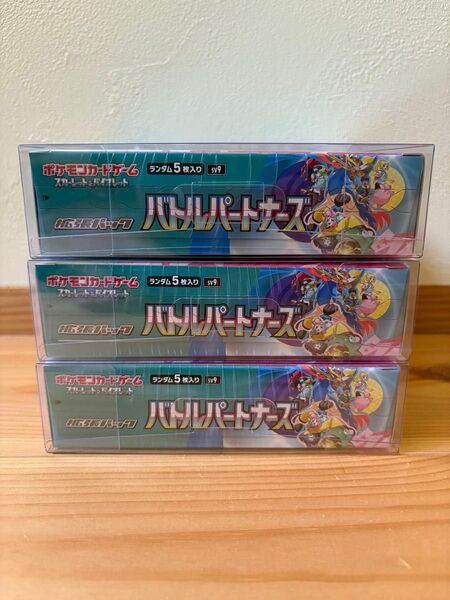 ポケモンカードゲーム
スカーレット&バイオレット
ランダム5枚入り sv9
拡張パック
バトルパートナーズ
ポケモンカードゲーム
スカーレット&バイオレット
ランダム5枚入り sv9
拡張パック
バトルパートナーズ
ポケモンカードゲーム
スカーレット&バイオレット
ランダム5枚入り sv9
拡張パック
バトルパートナーズ